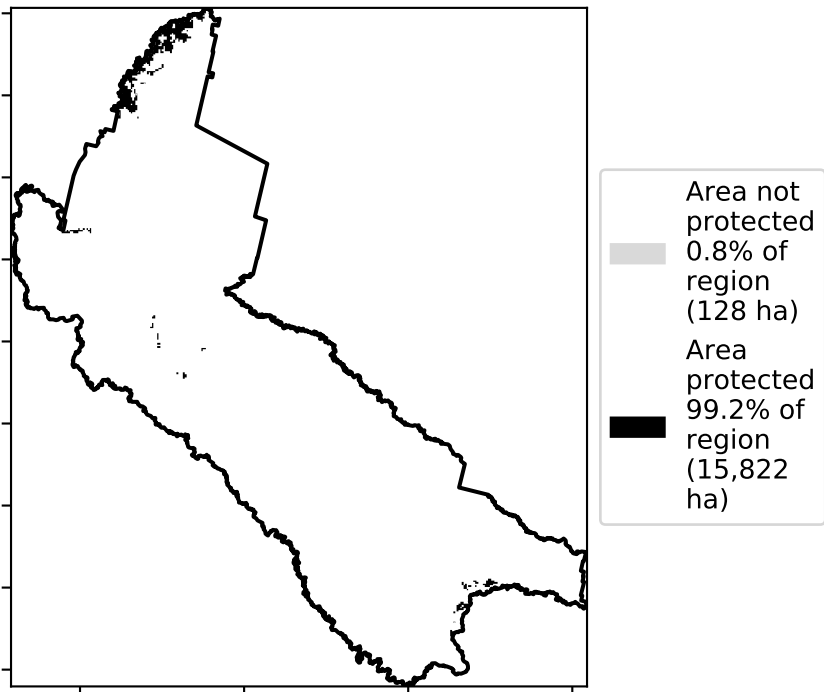 Area not
protected
0.8% of
region
(128 ha)
Area
protected
99.2% of
region
(15,822
ha)